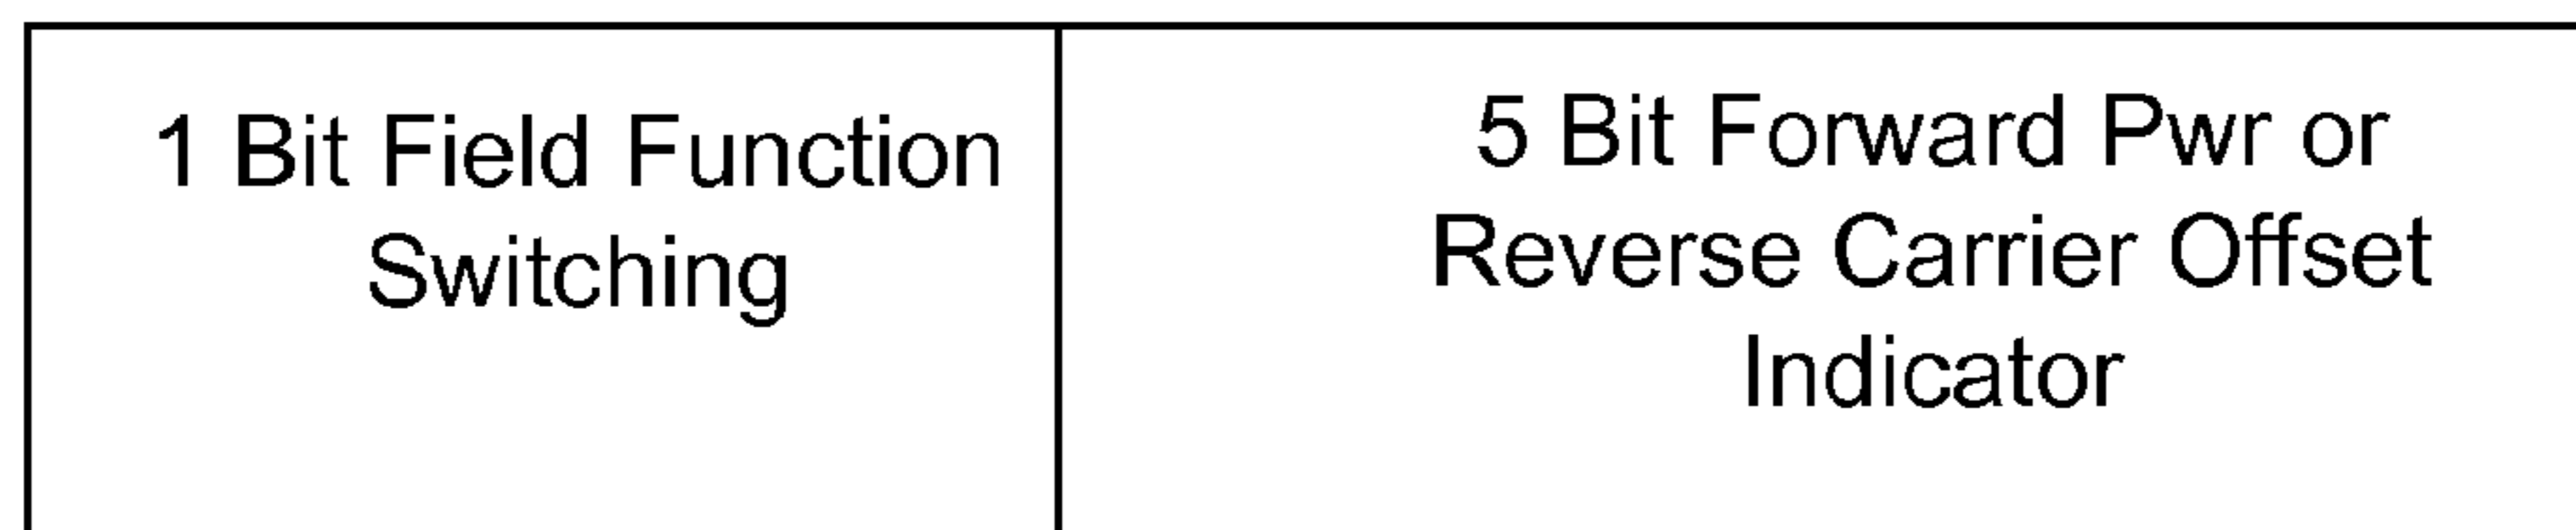 1 Bit Field Function
Switching
5 Bit Forward Pwr or
Reverse Carrier Offset
Indicator